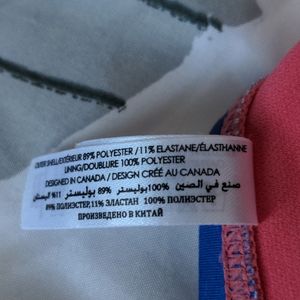 OUTER SHELL/EXTÉRIEUR 89% POLYESTER / 11% ELASTANE/ÉLASTHANNE
LINING/DOUBLURE 100% POLYESTER
DESIGNED IN CANADA / DESIGN CRÉÉ AU CANADA
صنع في الصين 100% بوليستر 89% بوليستر 11% اليستان
89% ПОЛИЭСТЕР, 11% ЭЛАСТАН 100% ПОЛИЭСТЕР
ПРОИЗВЕДЕНО В КИТАЙ